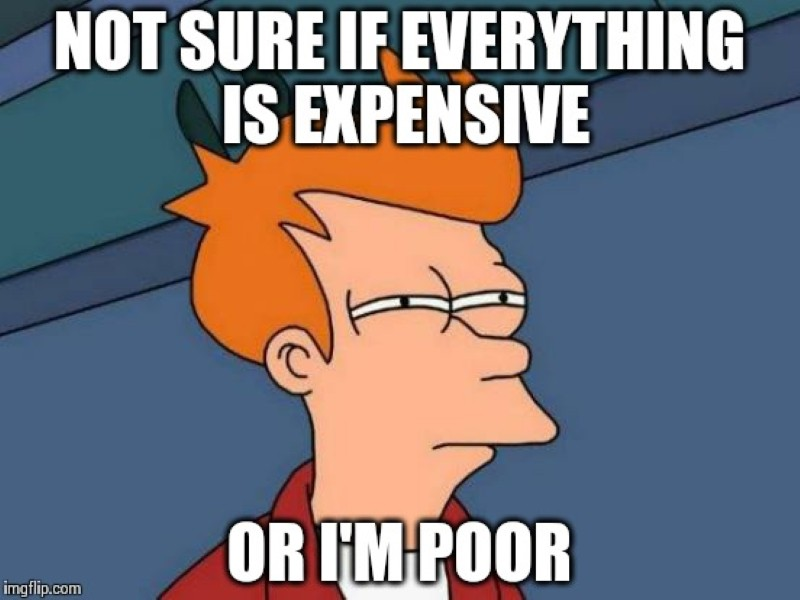 NOT SURE IF EVERYTHING
IS EXPENSIVE
OR I'M POOR
imgflip.com